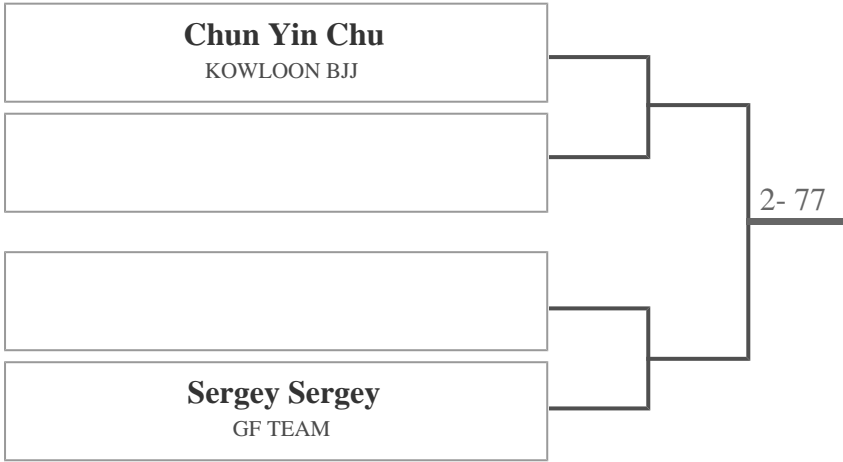 Chun Yin Chu
KOWLOON BJJ
2- 77
Sergey Sergey
GF TEAM